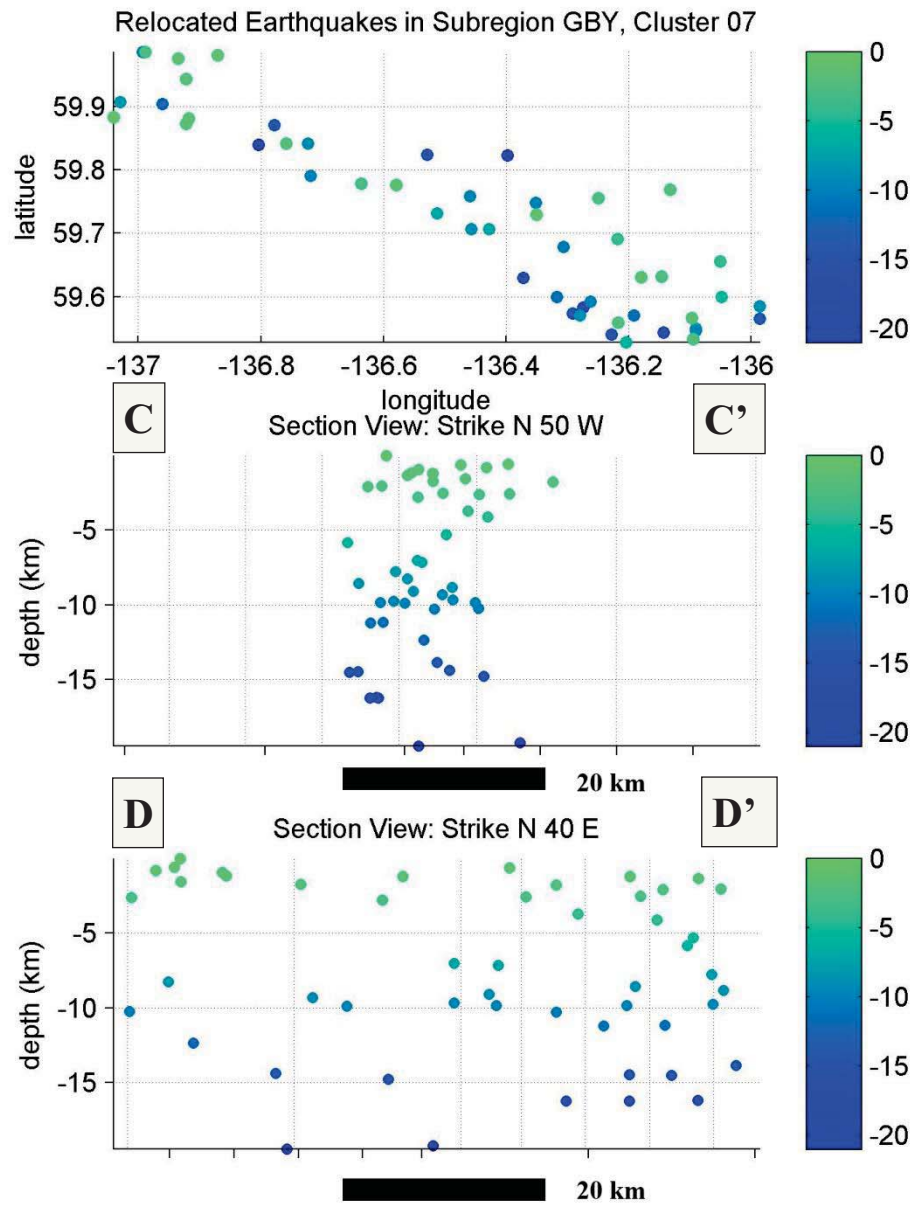 Relocated Earthquakes in Subregion GBY, Cluster 07
latitude
59.9
59.8
59.7
59.6
-137 -136.8 -136.6 -136.4 -136.2 -136
longitude
0
-5
-10
-15
-20
C
C'
Section View: Strike N 50 W
depth (km)
-5
-10
-15
0
-5
-10
-15
-20
20 km
D
D'
Section View: Strike N 40 E
depth (km)
-5
-10
-15
0
-5
-10
-15
-20
20 km